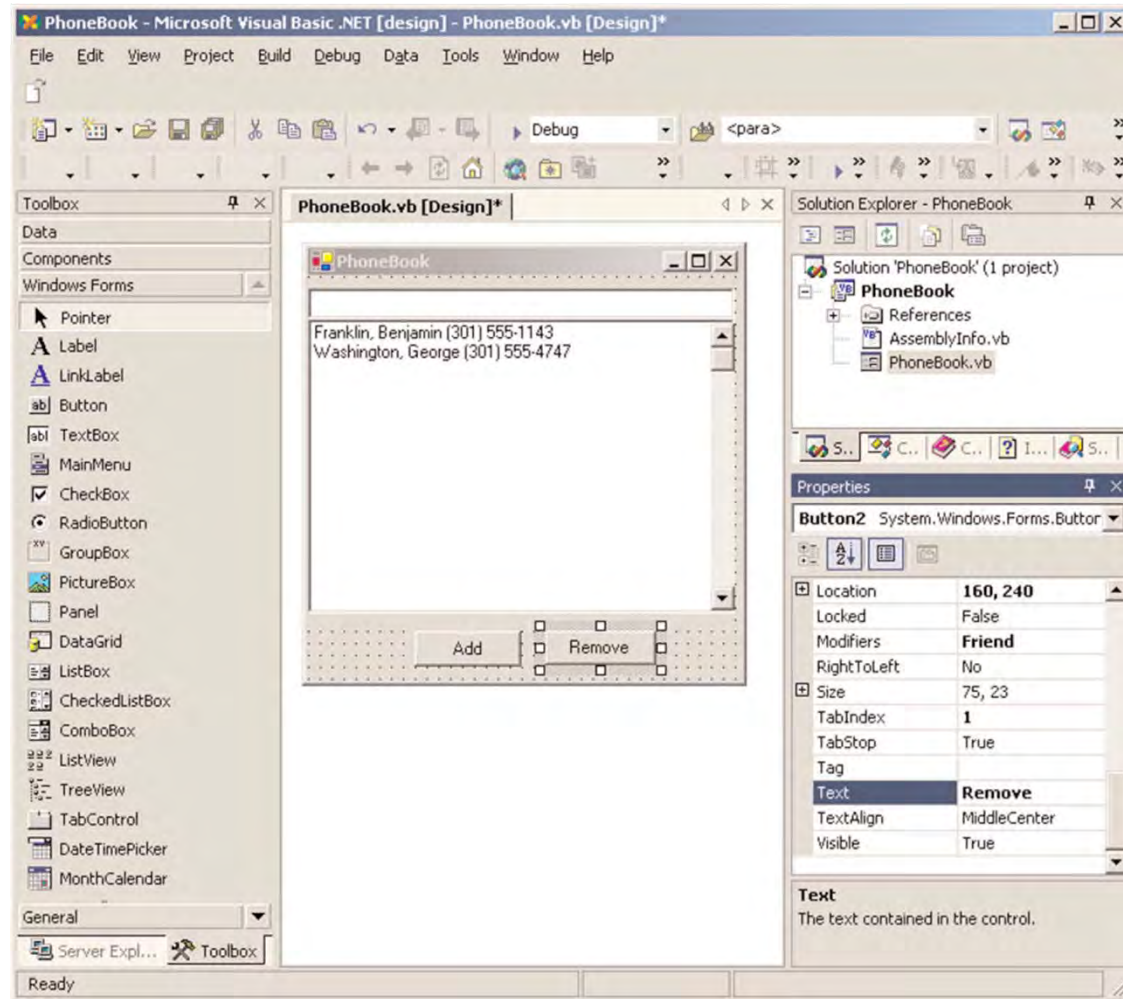 PhoneBook - Microsoft Visual Basic .NET [design] - PhoneBook.vb [Design]*
File Edit View Project Build Debug Data Tools Window Help
Debug <para>
Toolbox
Data
Components
Windows Forms
Pointer
Label
LinkLabel
Button
TextBox
MainMenu
CheckBox
RadioButton
GroupBox
PictureBox
Panel
DataGrid
ListBox
CheckedListBox
ComboBox
ListView
TreeView
TabControl
DateTimePicker
MonthCalendar
General
Server Expl... Toolbox
PhoneBook.vb [Design]*
PhoneBook
Franklin, Benjamin (301) 555-1143
Washington, George (301) 555-4747
Add Remove
Solution Explorer - PhoneBook
Solution 'PhoneBook' (1 project)
PhoneBook
References
AssemblyInfo.vb
PhoneBook.vb
S.. C.. C.. I... S..
Properties
Button2 System.Windows.Forms.Button
Location 160, 240
Locked False
Modifiers Friend
RightToLeft No
Size 75, 23
TabIndex 1
TabStop True
Tag
Text Remove
TextAlign MiddleCenter
Visible True
Text
The text contained in the control.
Ready